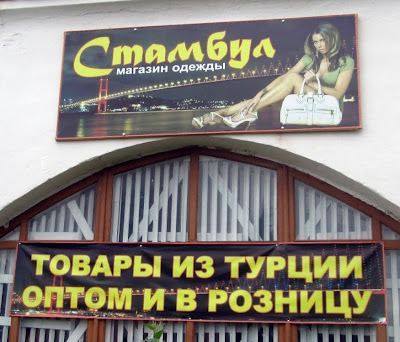 Стамбул
магазин одежды
ТОВАРЫ ИЗ ТУРЦИИ
ОПТОМ И В РОЗНИЦУ